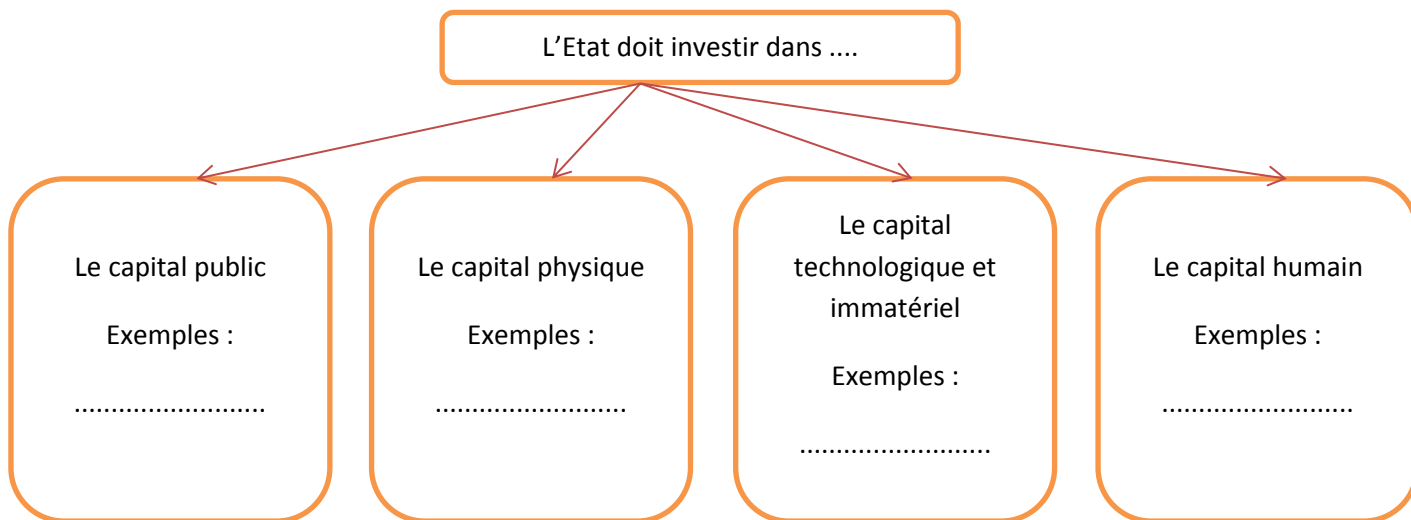 L’Etat doit investir dans ....
Le capital public
Exemples :
..........................
Le capital physique
Exemples :
..........................
Le capital
technologique et
immatériel
Exemples :
..........................
Le capital humain
Exemples :
..........................